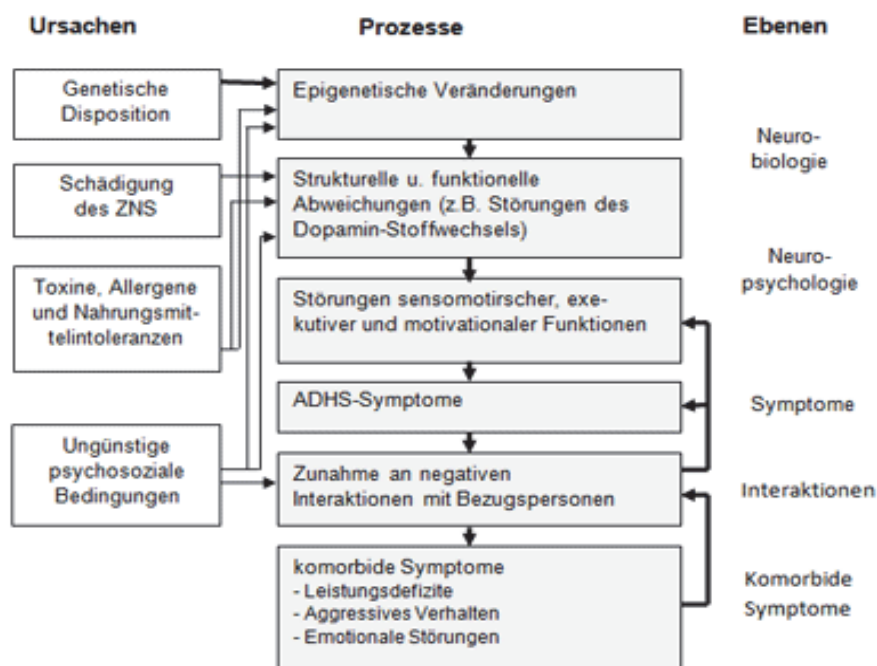 Ursachen
Prozesse
Ebenen
Genetische
Disposition
Schädigung
des ZNS
Toxine, Allergene
und Nahrungsmit-
telintoleranzen
Ungünstige
psychosoziale
Bedingungen
Epigenetische Veränderungen
Strukturelle u. funktionelle
Abweichungen (z.B. Störungen des
Dopamin-Stoffwechsels)
Störungen sensomotirscher, exe-
kutiver und motivationaler Funktionen
ADHS-Symptome
Zunahme an negativen
Interaktionen mit Bezugspersonen
komorbide Symptome
- Leistungsdefizite
- Aggressives Verhalten
- Emotionale Störungen
Neuro-
biologie
Neuro-
psychologie
Symptome
Interaktionen
Komorbide
Symptome